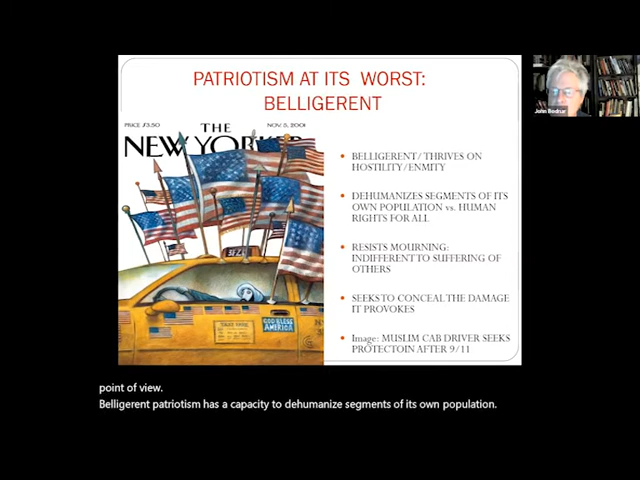 PATRIOTISM AT ITS WORST:
BELLIGERENT
John Bodnar
PRICE $3.50
THE
NOV. 5, 2001
NEW YORKER
• BELLIGERENT/ THRIVES ON
HOSTILITY/ENMITY
• DEHUMANIZES SEGMENTS OF ITS
OWN POPULATION vs. HUMAN
RIGHTS FOR ALL
• RESISTS MOURNING:
INDIFFERENT TO SUFFERING OF
OTHERS
• SEEKS TO CONCEAL THE DAMAGE
IT PROVOKES
• Image: MUSLIM CAB DRIVER SEEKS
PROTECTOIN AFTER 9/11
GOD BLESS
AMERICA
point of view.
Belligerent patriotism has a capacity to dehumanize segments of its own population.